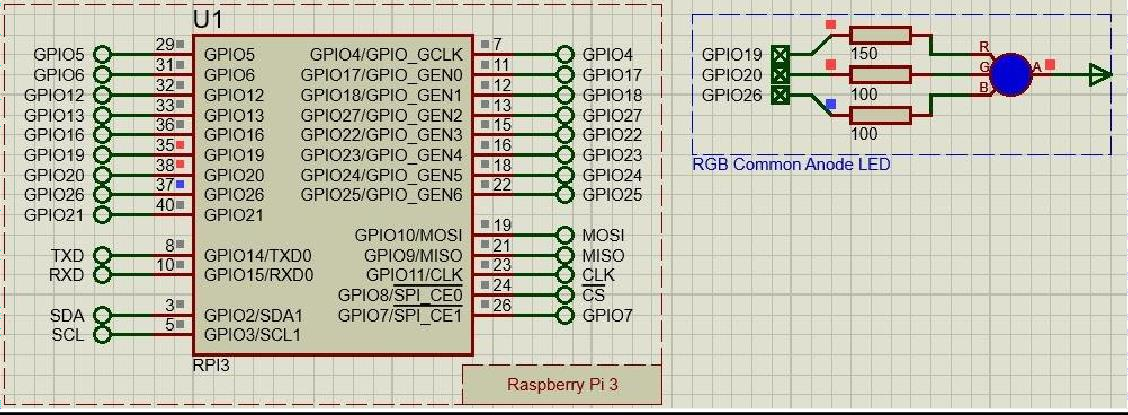 U1
GPIO5 29 GPIO5 GPIO4/GPIO_GCLK 7 GPIO4
GPIO6 31 GPIO6 GPIO17/GPIO_GEN0 11 GPIO17
GPIO12 32 GPIO12 GPIO18/GPIO_GEN1 12 GPIO18
GPIO13 33 GPIO13 GPIO27/GPIO_GEN2 13 GPIO27
GPIO16 36 GPIO16 GPIO22/GPIO_GEN3 15 GPIO22
GPIO19 35 GPIO19 GPIO23/GPIO_GEN4 16 GPIO23
GPIO20 38 GPIO20 GPIO24/GPIO_GEN5 18 GPIO24
GPIO26 37 GPIO26 GPIO25/GPIO_GEN6 22 GPIO25
GPIO21 40 GPIO21
GPIO10/MOSI 19 MOSI
TXD 8 GPIO14/TXD0 GPIO9/MISO 21 MISO
RXD 10 GPIO15/RXD0 GPIO11/CLK 23 CLK
GPIO8/SPI_CE0 24 CS
SDA 3 GPIO2/SDA1 GPIO7/SPI_CE1 26 GPIO7
SCL 5 GPIO3/SCL1
RPI3
Raspberry Pi 3
GPIO19 150 R
GPIO20 100 G A
GPIO26 100 B
RGB Common Anode LED